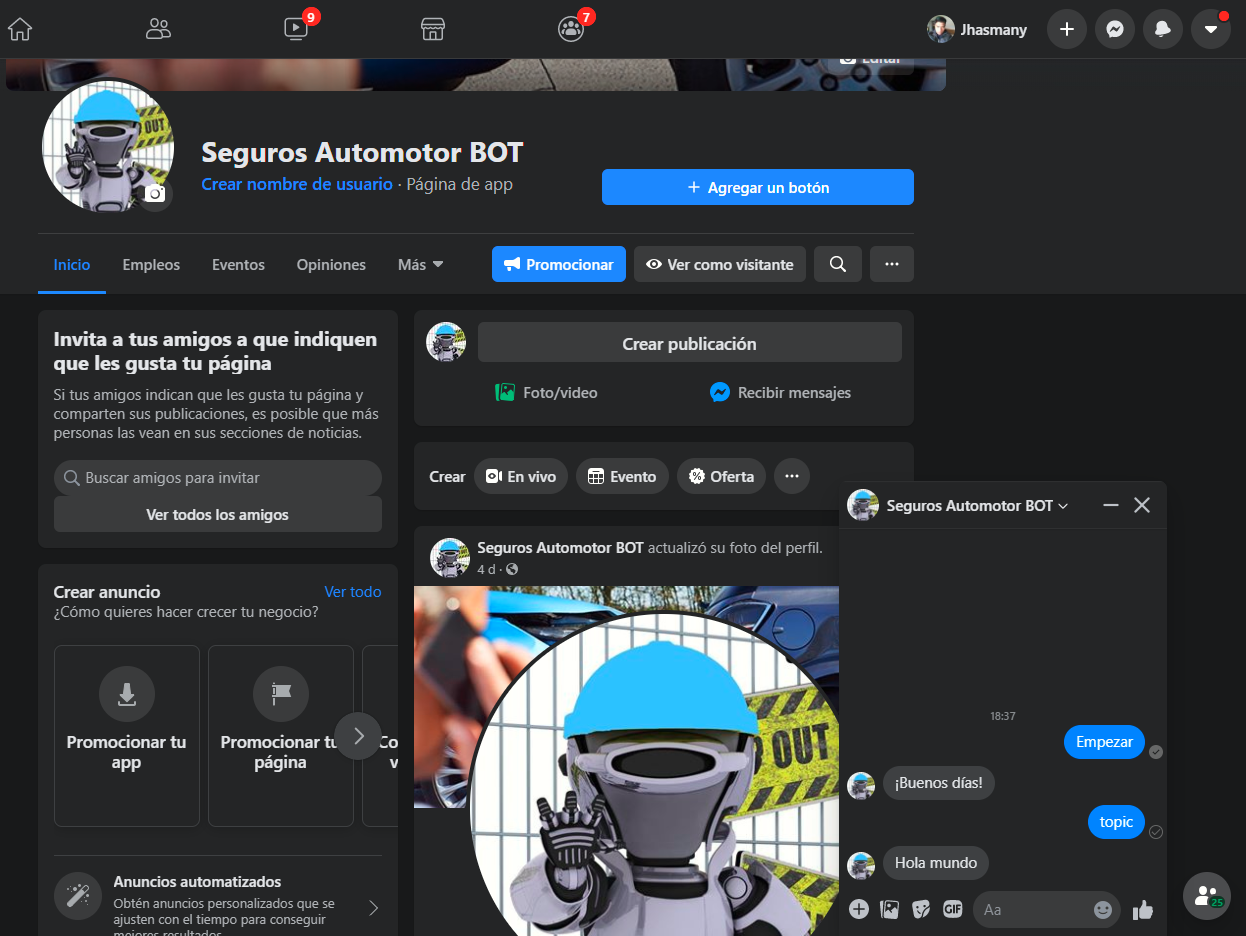 9
7
Jhasmany
Editar
OUT
Seguros Automotor BOT
Crear nombre de usuario · Página de app
+ Agregar un botón
Inicio
Empleos
Eventos
Opiniones
Más
Promocionar
Ver como visitante
Invita a tus amigos a que indiquen
que les gusta tu página
Si tus amigos indican que les gusta tu página y
comparten sus publicaciones, es posible que más
personas las vean en sus secciones de noticias.
Buscar amigos para invitar
Ver todos los amigos
Crear anuncio
Ver todo
¿Cómo quieres hacer crecer tu negocio?
Promocionar tu
app
Promocionar tu
página
Co
v
Anuncios automatizados
Obtén anuncios personalizados que se
ajusten con el tiempo para conseguir
mejores resultados.
Crear publicación
Foto/video
Recibir mensajes
Crear
En vivo
Evento
Oferta
Seguros Automotor BOT actualizó su foto del perfil.
4 d ·
OUT
Seguros Automotor BOT
18:37
Empezar
¡Buenos días!
topic
Hola mundo
GIF
Aa
25